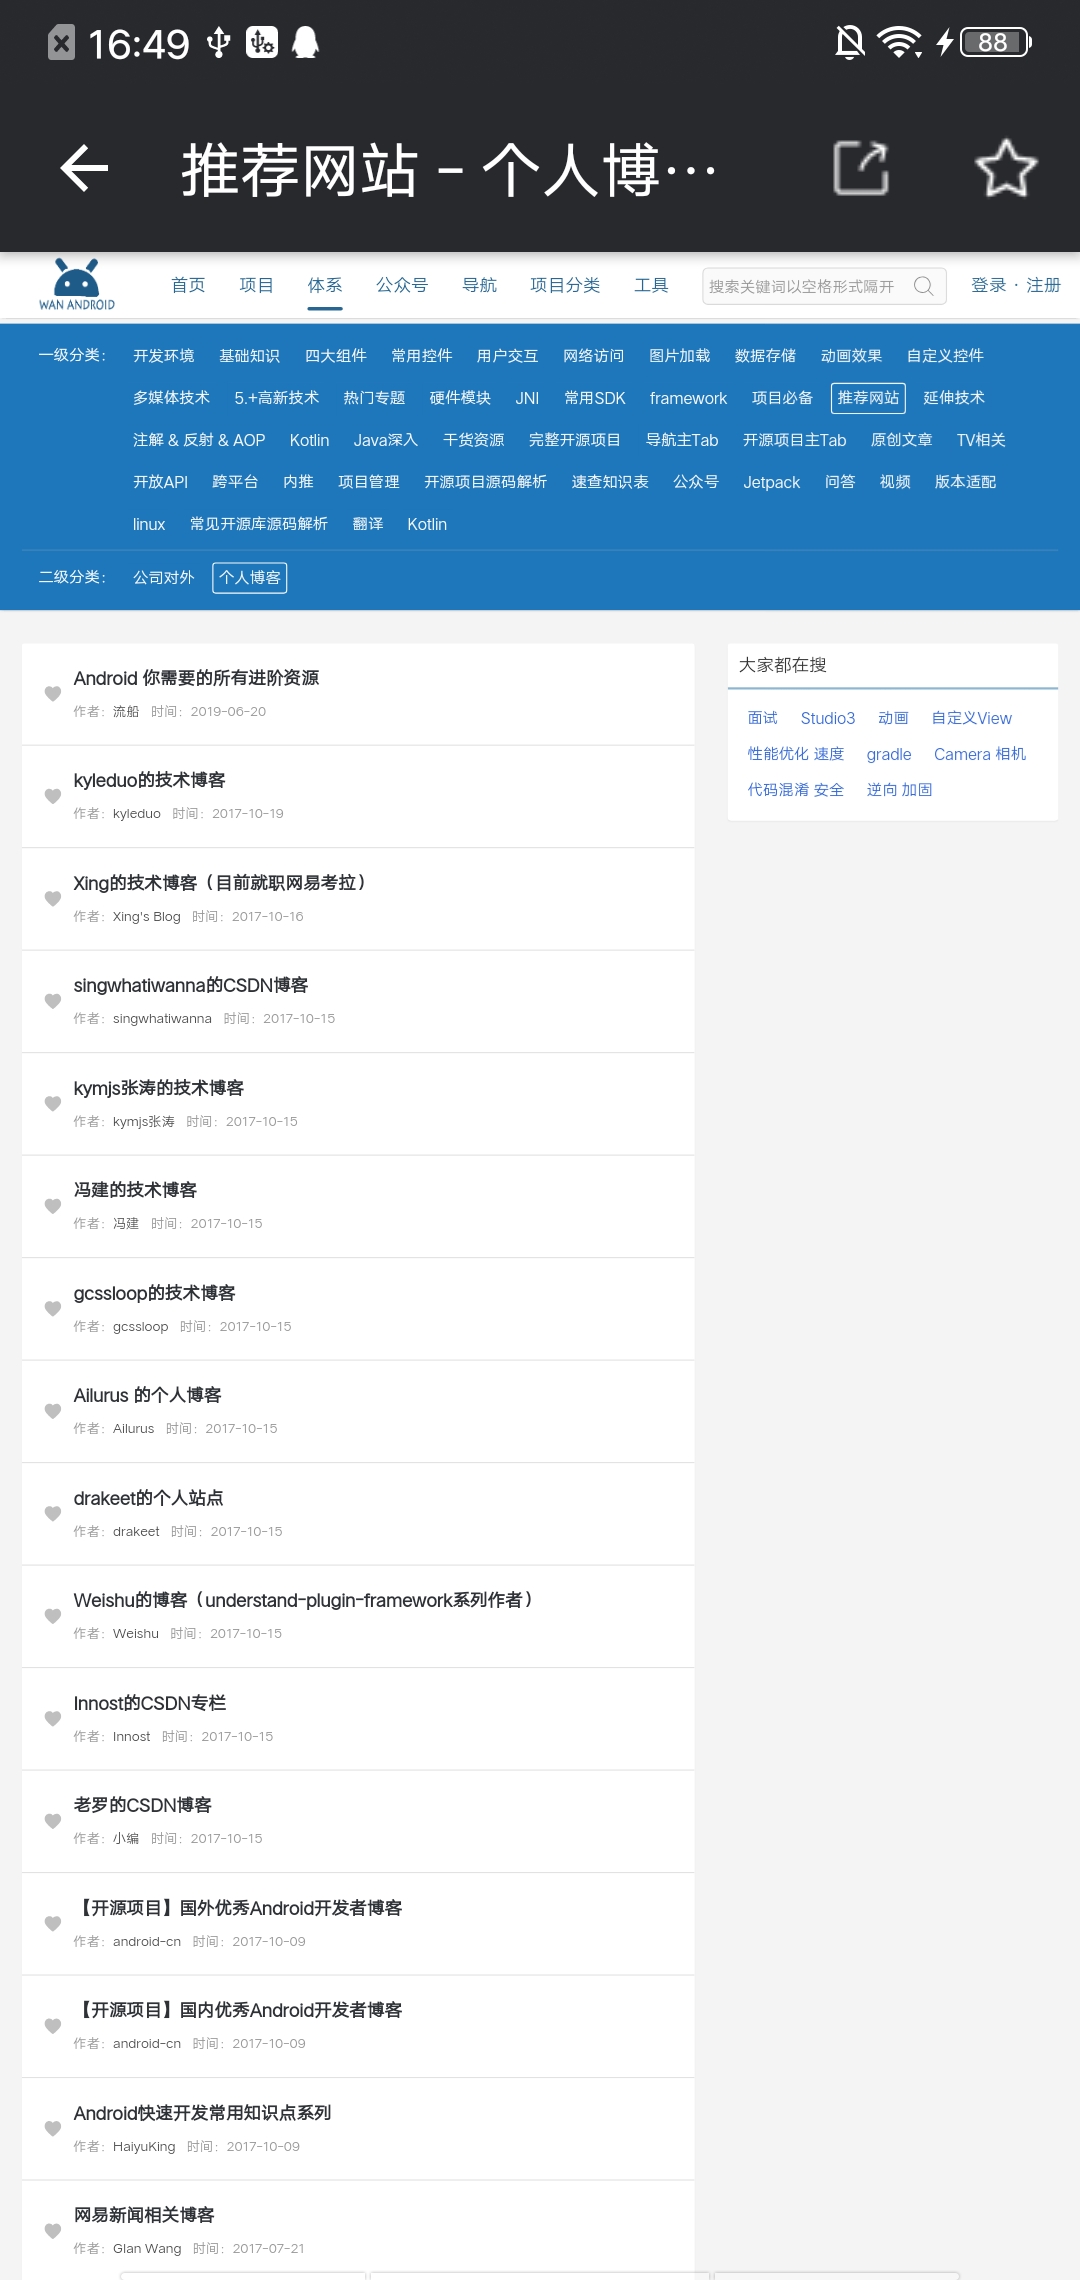 16:49 88
推荐网站 - 个人博…
WAN ANDROID
首页 项目 体系 公众号 导航 项目分类 工具 搜索关键词以空格形式隔开 登录 · 注册
一级分类： 开发环境 基础知识 四大组件 常用控件 用户交互 网络访问 图片加载 数据存储 动画效果 自定义控件
多媒体技术 5.+高新技术 热门专题 硬件模块 JNI 常用SDK framework 项目必备 推荐网站 延伸技术
注解 & 反射 & AOP Kotlin Java深入 干货资源 完整开源项目 导航主Tab 开源项目主Tab 原创文章 TV相关
开放API 跨平台 内推 项目管理 开源项目源码解析 速查知识表 公众号 Jetpack 问答 视频 版本适配
linux 常见开源库源码解析 翻译 Kotlin
二级分类： 公司对外 个人博客
Android 你需要的所有进阶资源
作者：流船 时间：2019-06-20
kyleduo的技术博客
作者：kyleduo 时间：2017-10-19
Xing的技术博客（目前就职网易考拉）
作者：Xing's Blog 时间：2017-10-16
singwhatiwanna的CSDN博客
作者：singwhatiwanna 时间：2017-10-15
kymjs张涛的技术博客
作者：kymjs张涛 时间：2017-10-15
冯建的技术博客
作者：冯建 时间：2017-10-15
gcssloop的技术博客
作者：gcssloop 时间：2017-10-15
Ailurus 的个人博客
作者：Ailurus 时间：2017-10-15
drakeet的个人站点
作者：drakeet 时间：2017-10-15
Weishu的博客（understand-plugin-framework系列作者）
作者：Weishu 时间：2017-10-15
Innost的CSDN专栏
作者：Innost 时间：2017-10-15
老罗的CSDN博客
作者：小编 时间：2017-10-15
【开源项目】国外优秀Android开发者博客
作者：android-cn 时间：2017-10-09
【开源项目】国内优秀Android开发者博客
作者：android-cn 时间：2017-10-09
Android快速开发常用知识点系列
作者：HaiyuKing 时间：2017-10-09
网易新闻相关博客
作者：Glan Wang 时间：2017-07-21
大家都在搜
面试 Studio3 动画 自定义View
性能优化 速度 gradle Camera 相机
代码混淆 安全 逆向 加固